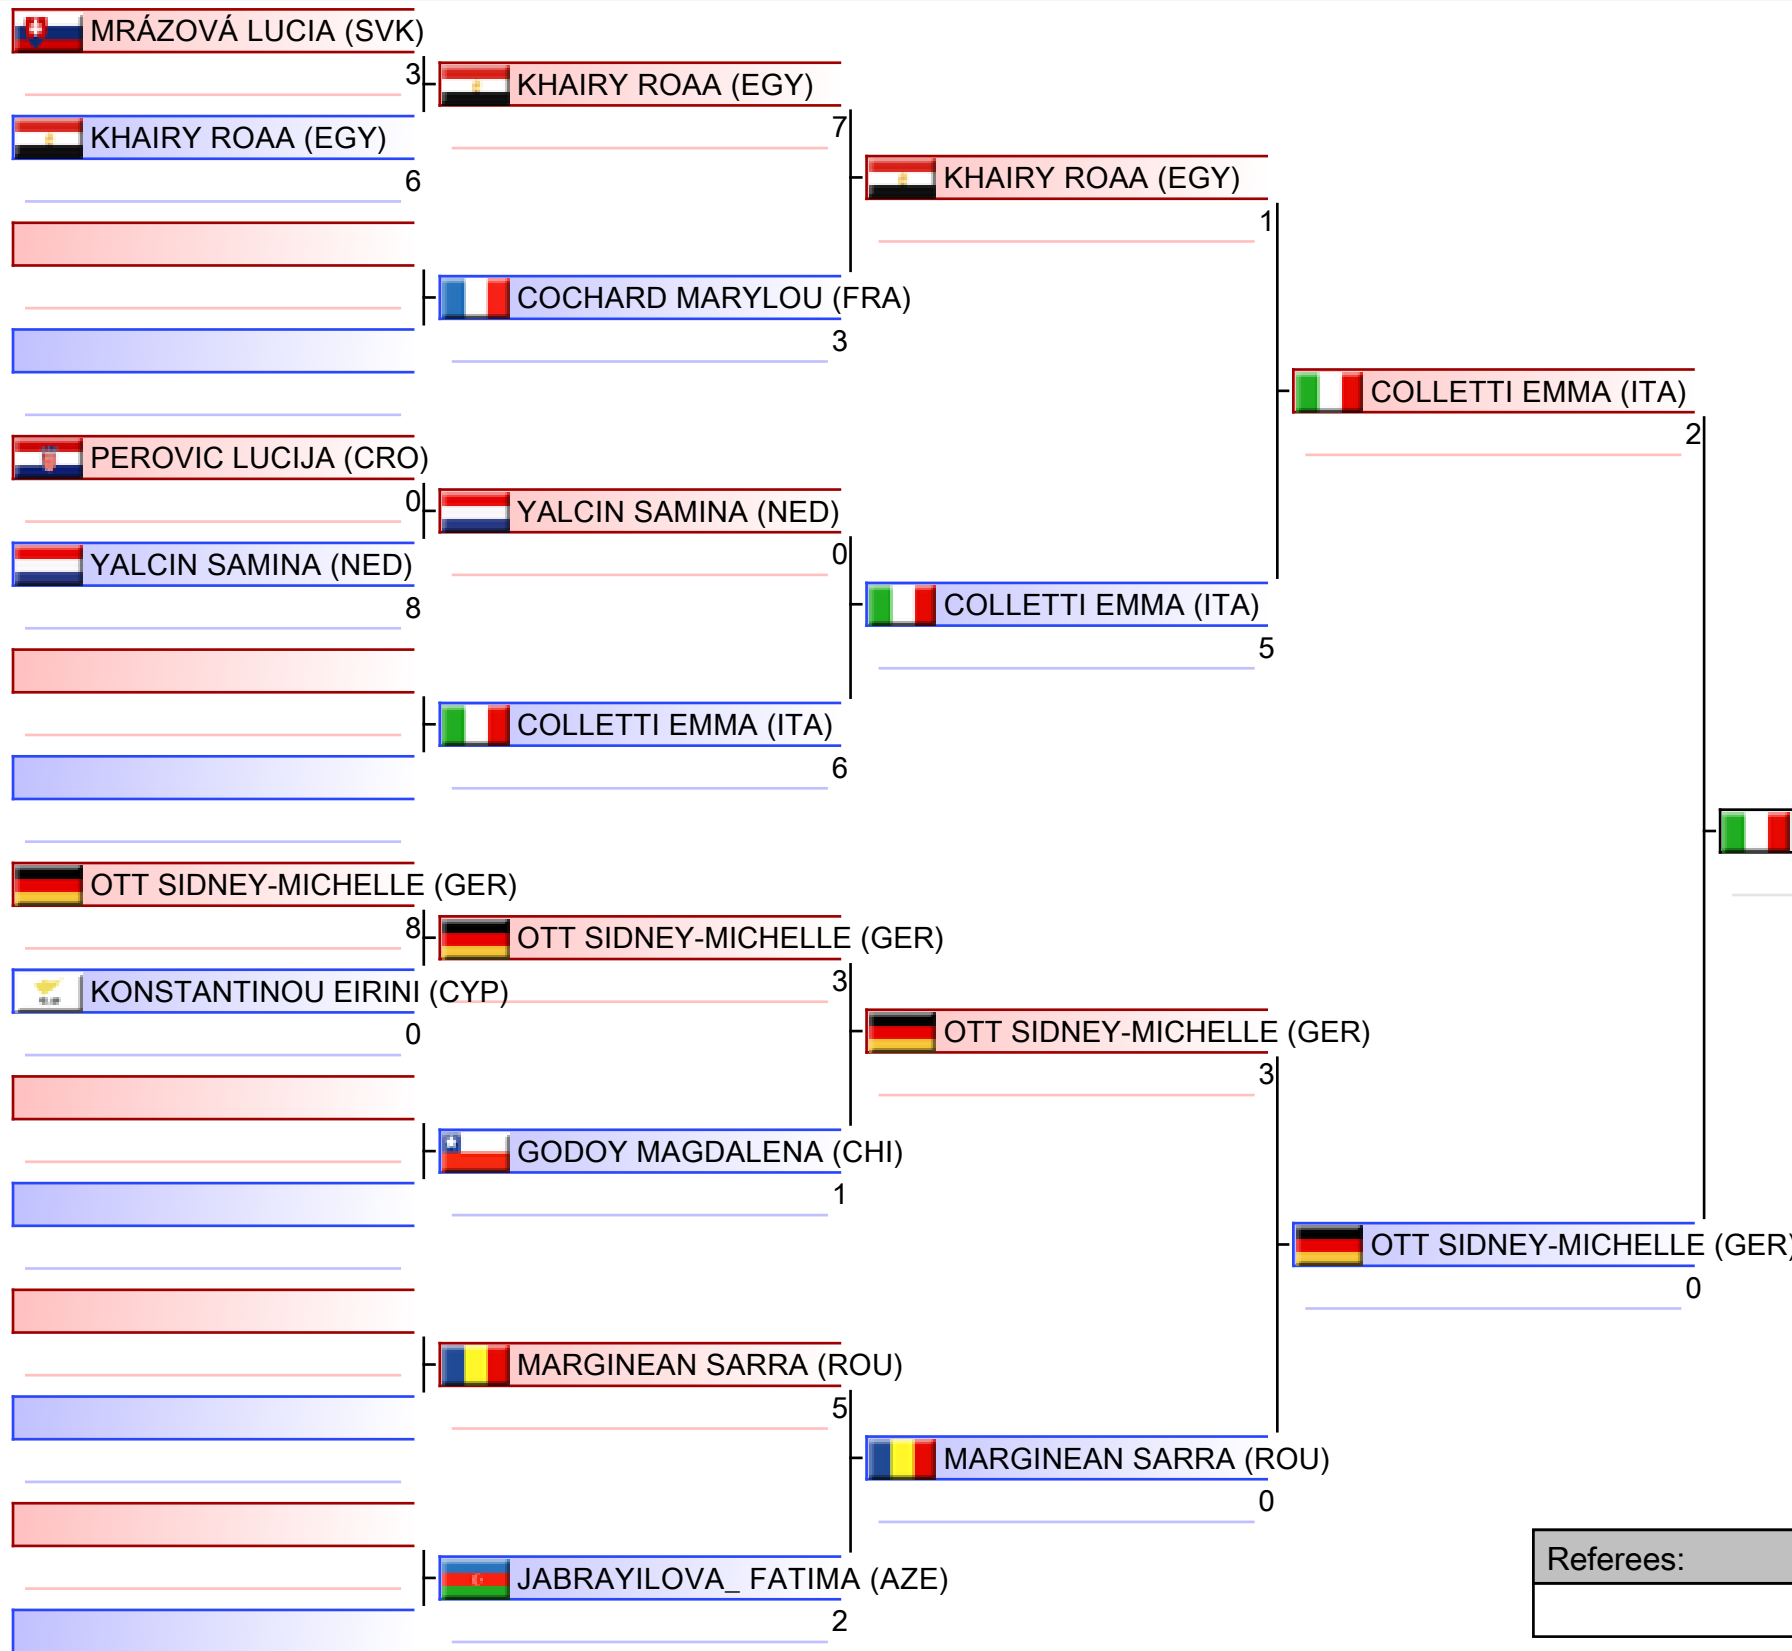 MRÁZOVÁ LUCIA (SVK)
3
KHAIRY ROAA (EGY)
6
PEROVIC LUCIJA (CRO)
0
YALCIN SAMINA (NED)
8
OTT SIDNEY-MICHELLE (GER)
8
KONSTANTINOU EIRINI (CYP)
0
KHAIRY ROAA (EGY)
7
COCHARD MARYLOU (FRA)
3
YALCIN SAMINA (NED)
0
COLLETTI EMMA (ITA)
6
OTT SIDNEY-MICHELLE (GER)
3
GODOY MAGDALENA (CHI)
1
MARGINEAN SARRA (ROU)
5
JABRAYILOVA_ FATIMA (AZE)
2
KHAIRY ROAA (EGY)
1
COLLETTI EMMA (ITA)
5
OTT SIDNEY-MICHELLE (GER)
3
MARGINEAN SARRA (ROU)
0
COLLETTI EMMA (ITA)
2
OTT SIDNEY-MICHELLE (GER)
0
Referees: